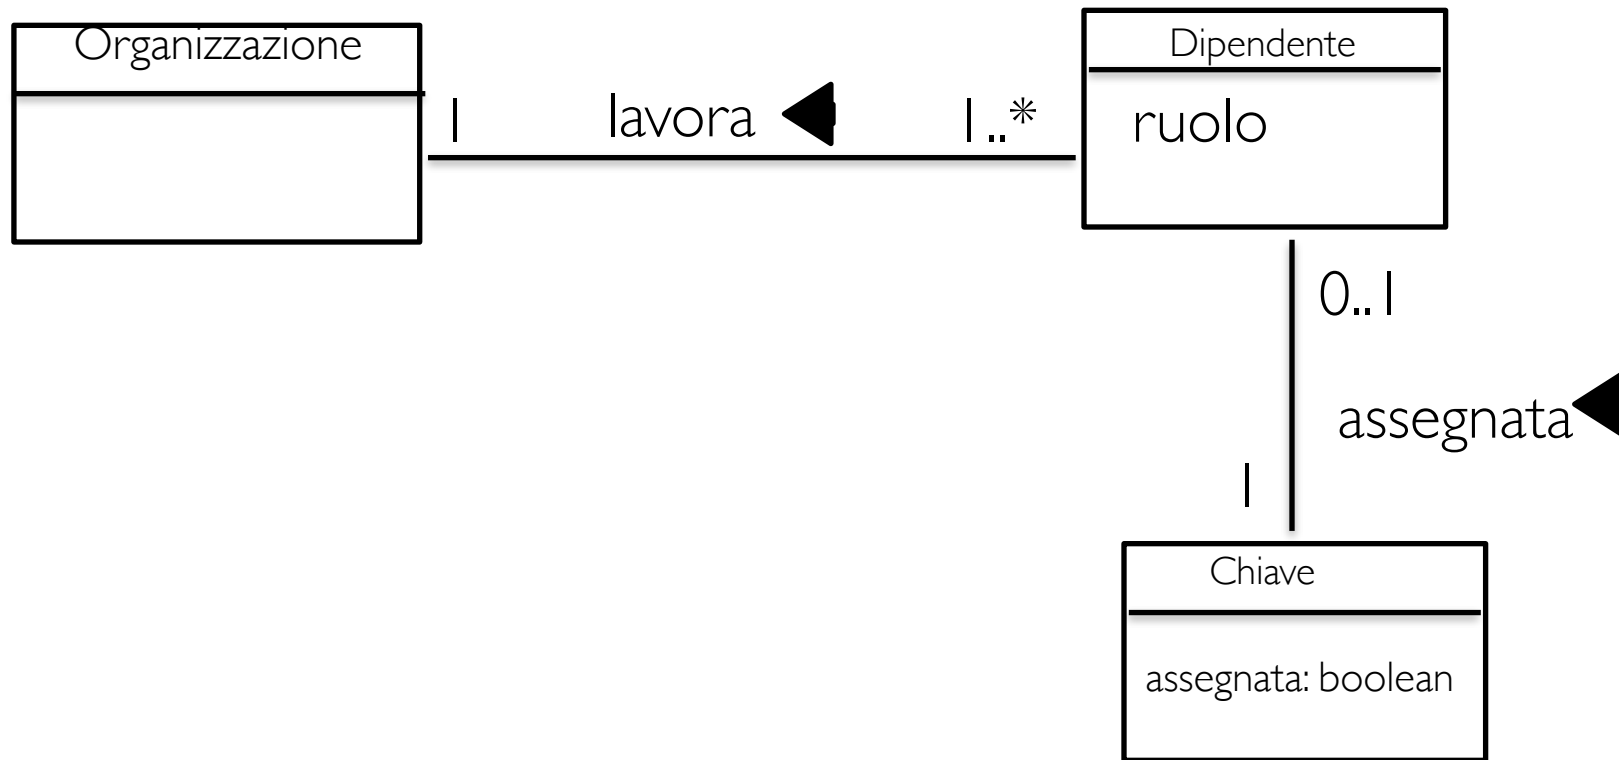 Organizzazione
Dipendente
1
lavora
1..*
ruolo
0..1
assegnata
1
Chiave
assegnata: boolean